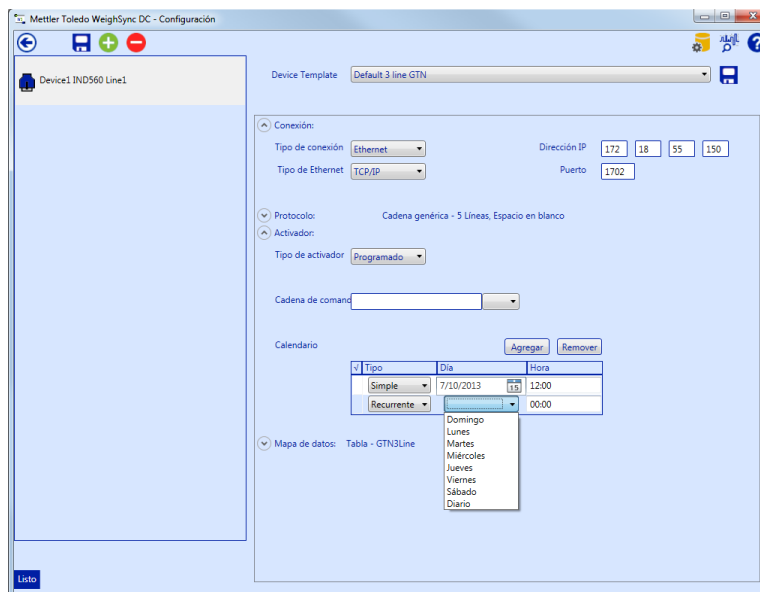 Mettler Toledo WeighSync DC - Configuración
Device1 IND560 Line1
Device Template Default 3 line GTN
Conexión:
Tipo de conexión Ethernet Dirección IP 172 18 55 150
Tipo de Ethernet TCP/IP Puerto 1702
Protocolo: Cadena genérica - 5 Líneas, Espacio en blanco
Activador:
Tipo de activador Programado
Cadena de comand
Calendario Agregar Remover
√ Tipo Día Hora
Simple 7/10/2013 15 12:00
Recurrente 00:00
Domingo
Lunes
Martes
Miércoles
Jueves
Viernes
Sábado
Diario
Mapa de datos: Tabla - GTN3Line
Listo